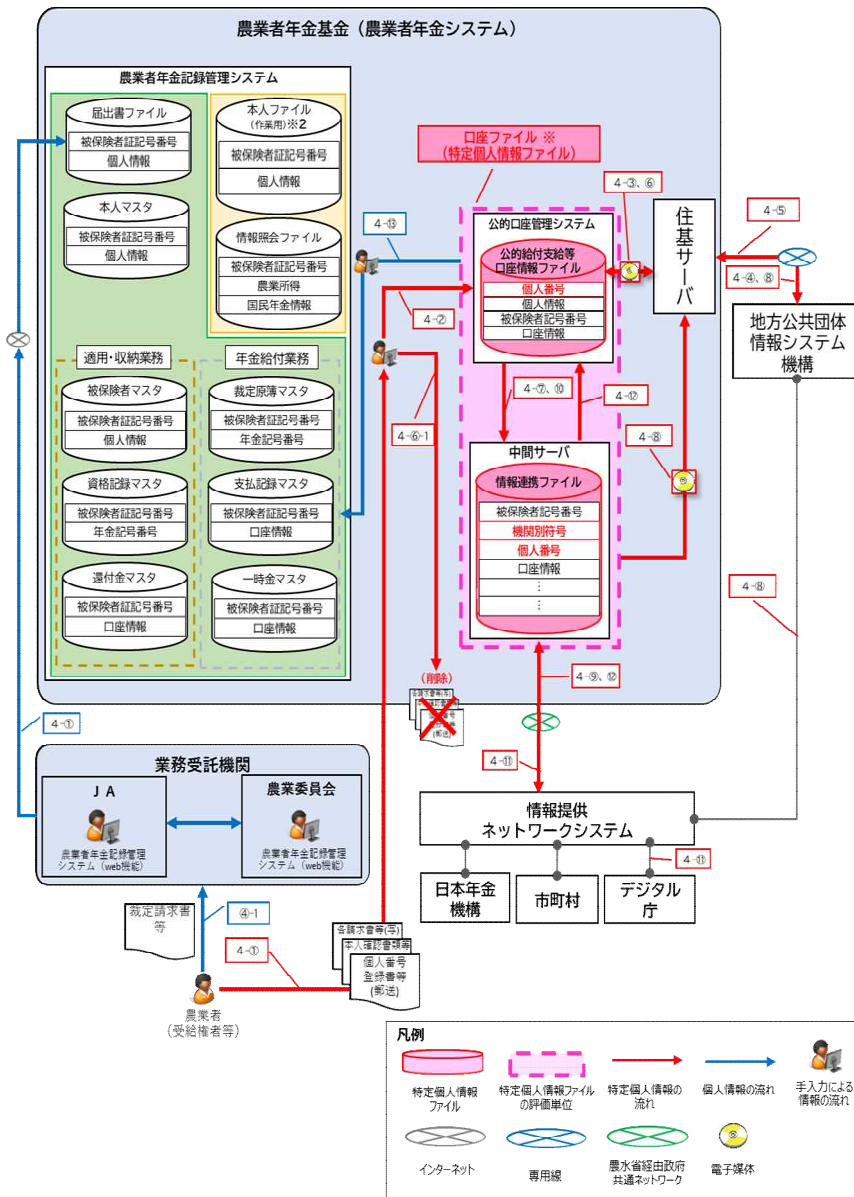 農業者年金基金（農業者年金システム）
農業者年金記録管理システム
届出書ファイル
被保険者証記号番号
個人情報
本人マスタ
被保険者証記号番号
個人情報
本人ファイル
（作業用）※2
被保険者証記号番号
個人情報
情報照会ファイル
被保険者証記号番号
農業所得
国民年金情報
適用・収納業務
被保険者マスタ
被保険者証記号番号
個人情報
資格記録マスタ
被保険者証記号番号
年金記号番号
還付金マスタ
被保険者証記号番号
口座情報
年金給付業務
裁定原簿マスタ
被保険者証記号番号
年金記号番号
支払記録マスタ
被保険者証記号番号
口座情報
一時金マスタ
被保険者証記号番号
口座情報
口座ファイル ※
（特定個人情報ファイル）
4-⑬
4-②
4-⑥-1
公的口座管理システム
公的給付支給等
口座情報ファイル
個人番号
個人情報
被保険者記号番号
口座情報
4-③、⑥
住基サーバ
4-⑤
4-④、⑧
地方公共団体
情報システム
機構
4-⑦、⑩
4-⑫
4-⑧
中間サーバ
情報連携ファイル
被保険者記号番号
機関別符号
個人番号
口座情報
：
：
4-⑧
（削除）
各請求書等(写)
(郵送)
4-⑨、⑫
4-⑪
4-①
業務受託機関
ＪＡ
農業者年金記録管理
システム（web機能）
農業委員会
農業者年金記録管理
システム（web機能）
情報提供
ネットワークシステム
4-⑪
日本年金
機構
市町村
デジタル
庁
裁定請求書
等
④-1
4-①
各請求書等(写)
本人確認書類等
個人番号
登録書等
(郵送)
農業者
（受給権者等）
凡例
特定個人情報
ファイル
特定個人情報ファイル
の評価単位
特定個人情報の
流れ
個人情報の流れ
手入力による
情報の流れ
インターネット
専用線
農水省経由政府
共通ネットワーク
電子媒体